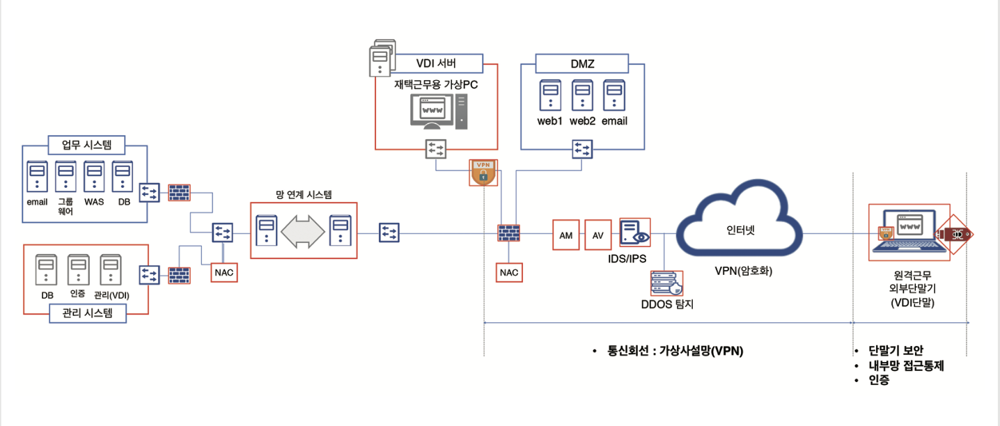 VDI 서버
재택근무용 가상PC
WWW
DMZ
web1 web2 email
VPN
업무 시스템
email 그룹 WAS DB
웨어
망 연계 시스템
NAC
DB 인증 관리(VDI)
관리 시스템
NAC
AM
AV
IDS/IPS
DDOS 탐지
인터넷
VPN(암호화)
WWW
VPN
원격근무
외부단말기
(VDI단말)
• 통신회선 : 가상사설망(VPN)
• 단말기 보안
• 내부망 접근통제
• 인증